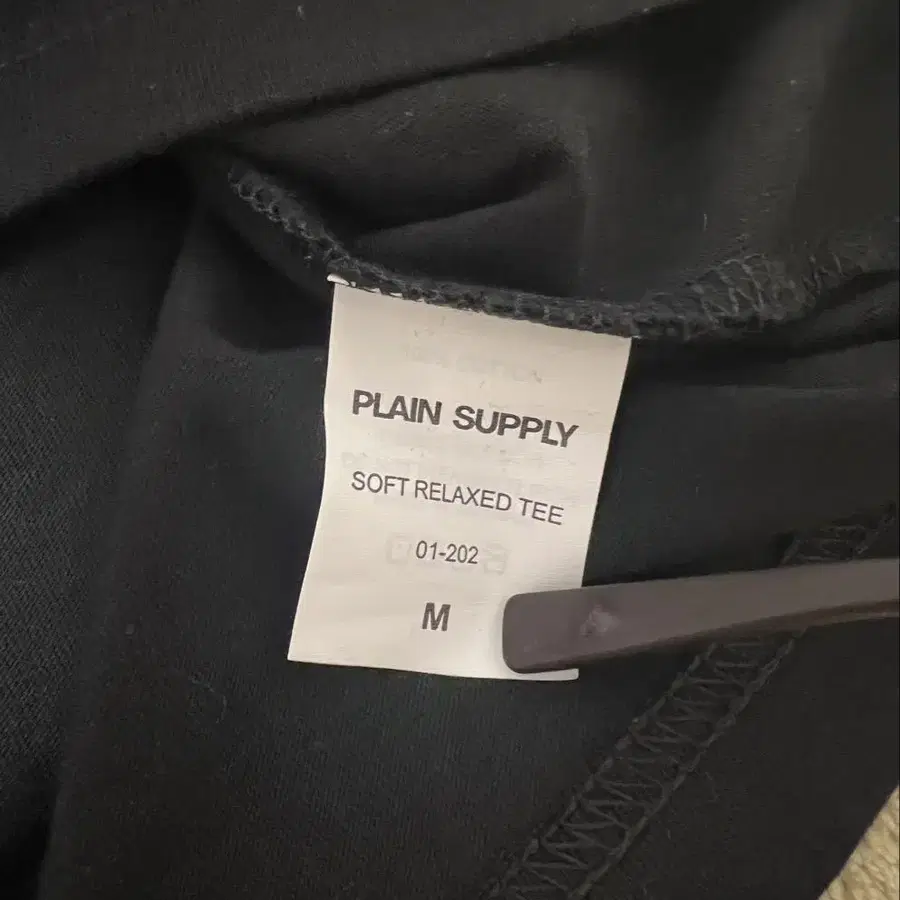 PLAIN SUPPLY
SOFT RELAXED TEE
01-202
M